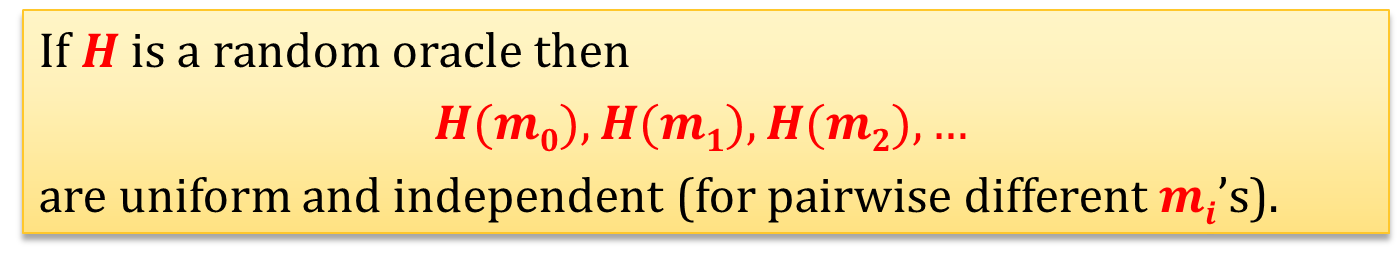 If H is a random oracle then
H(m₀), H(m₁), H(m₂), …
are uniform and independent (for pairwise different mᵢ’s).